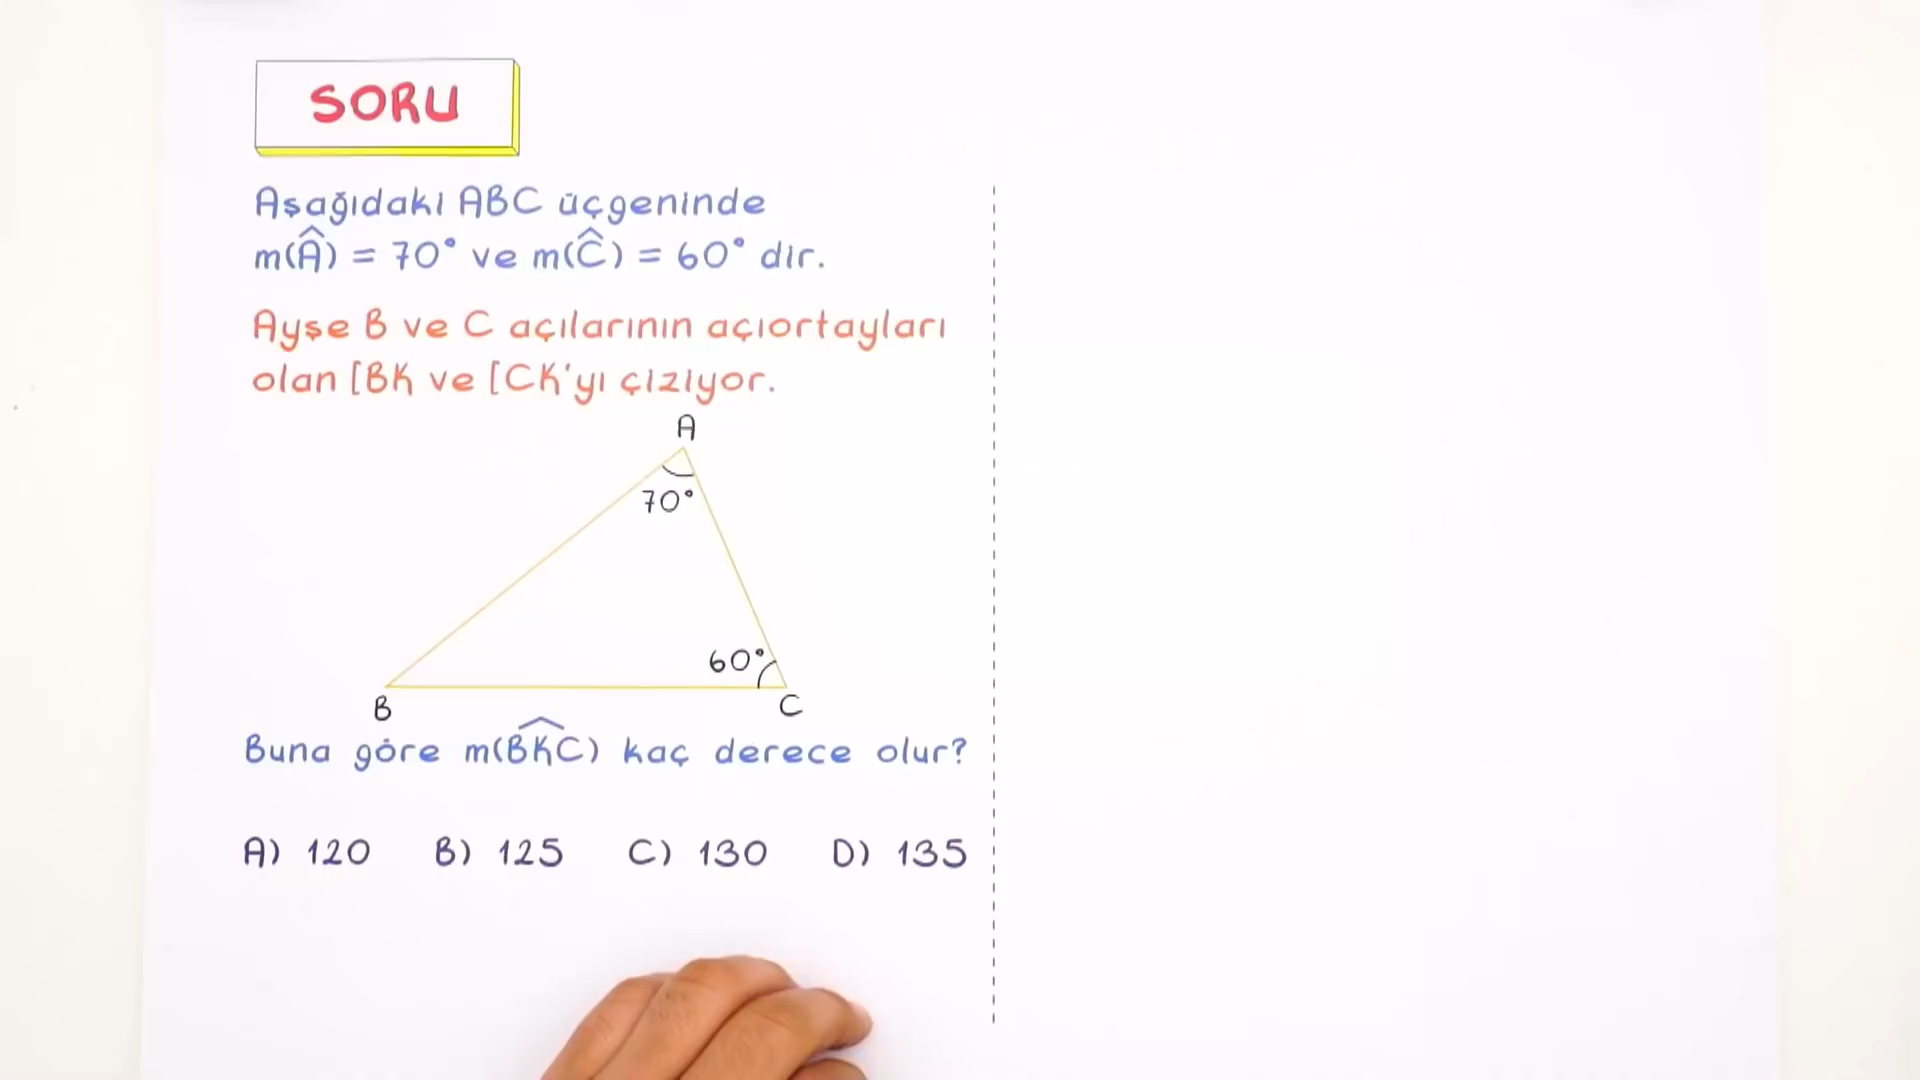 SORU
Aşağıdaki ABC üçgeninde
m(Â) = 70° ve m(Ĉ) = 60° dir.
Ayşe B ve C açılarının açıortayları
olan [BK ve [CK'yı çiziyor.
A
70°
60°
B
C
Buna göre m(BKC) kaç derece olur?
A) 120 B) 125 C) 130 D) 135